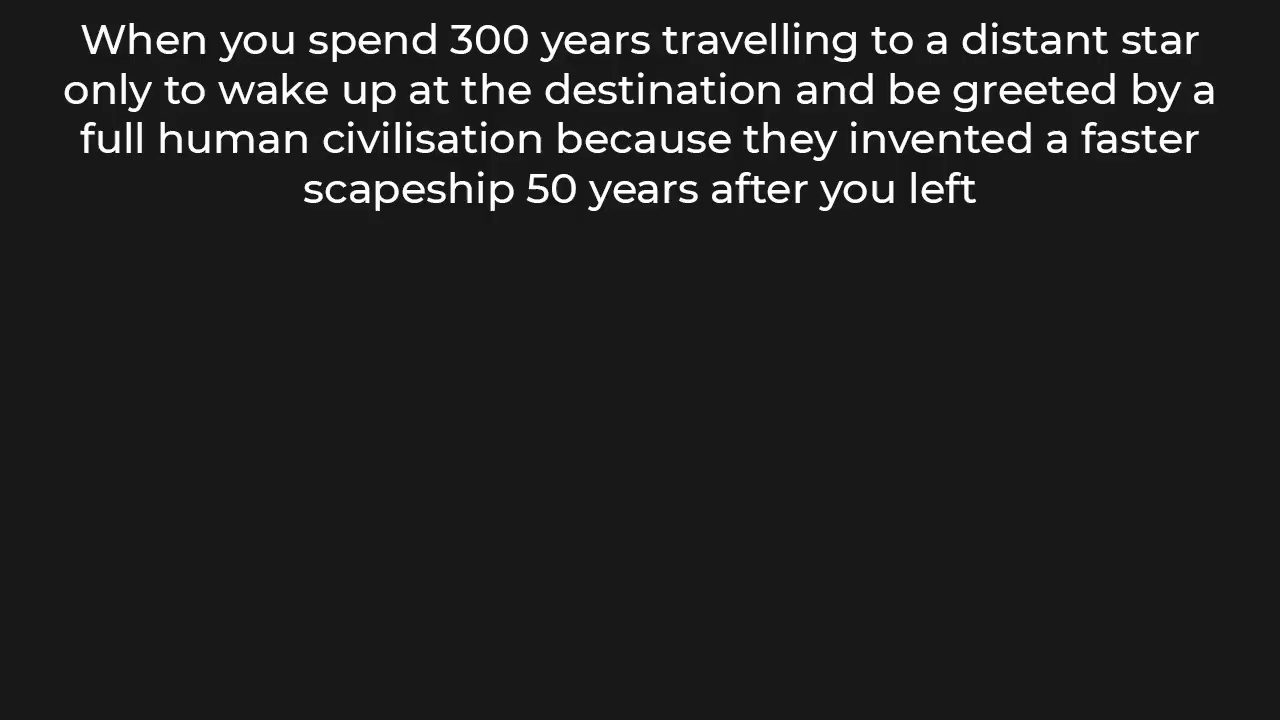 When you spend 300 years travelling to a distant star
only to wake up at the destination and be greeted by a
full human civilisation because they invented a faster
scapeship 50 years after you left